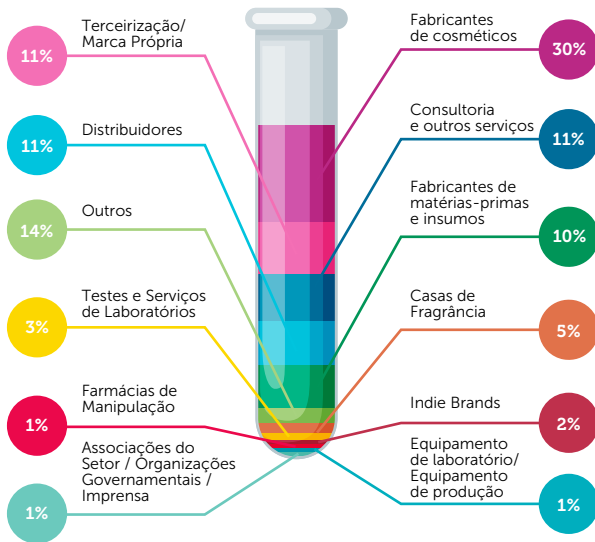 11%
Terceirização/
Marca Própria
11%
Distribuidores
14%
Outros
3%
Testes e Serviços
de Laboratórios
1%
Farmácias de
Manipulação
1%
Associações do
Setor / Organizações
Governamentais /
Imprensa
Fabricantes
de cosméticos
30%
Consultoria
e outros serviços
11%
Fabricantes de
matérias-primas
e insumos
10%
Casas de
Fragrância
5%
Indie Brands
2%
Equipamento
de laboratório/
Equipamento
de produção
1%